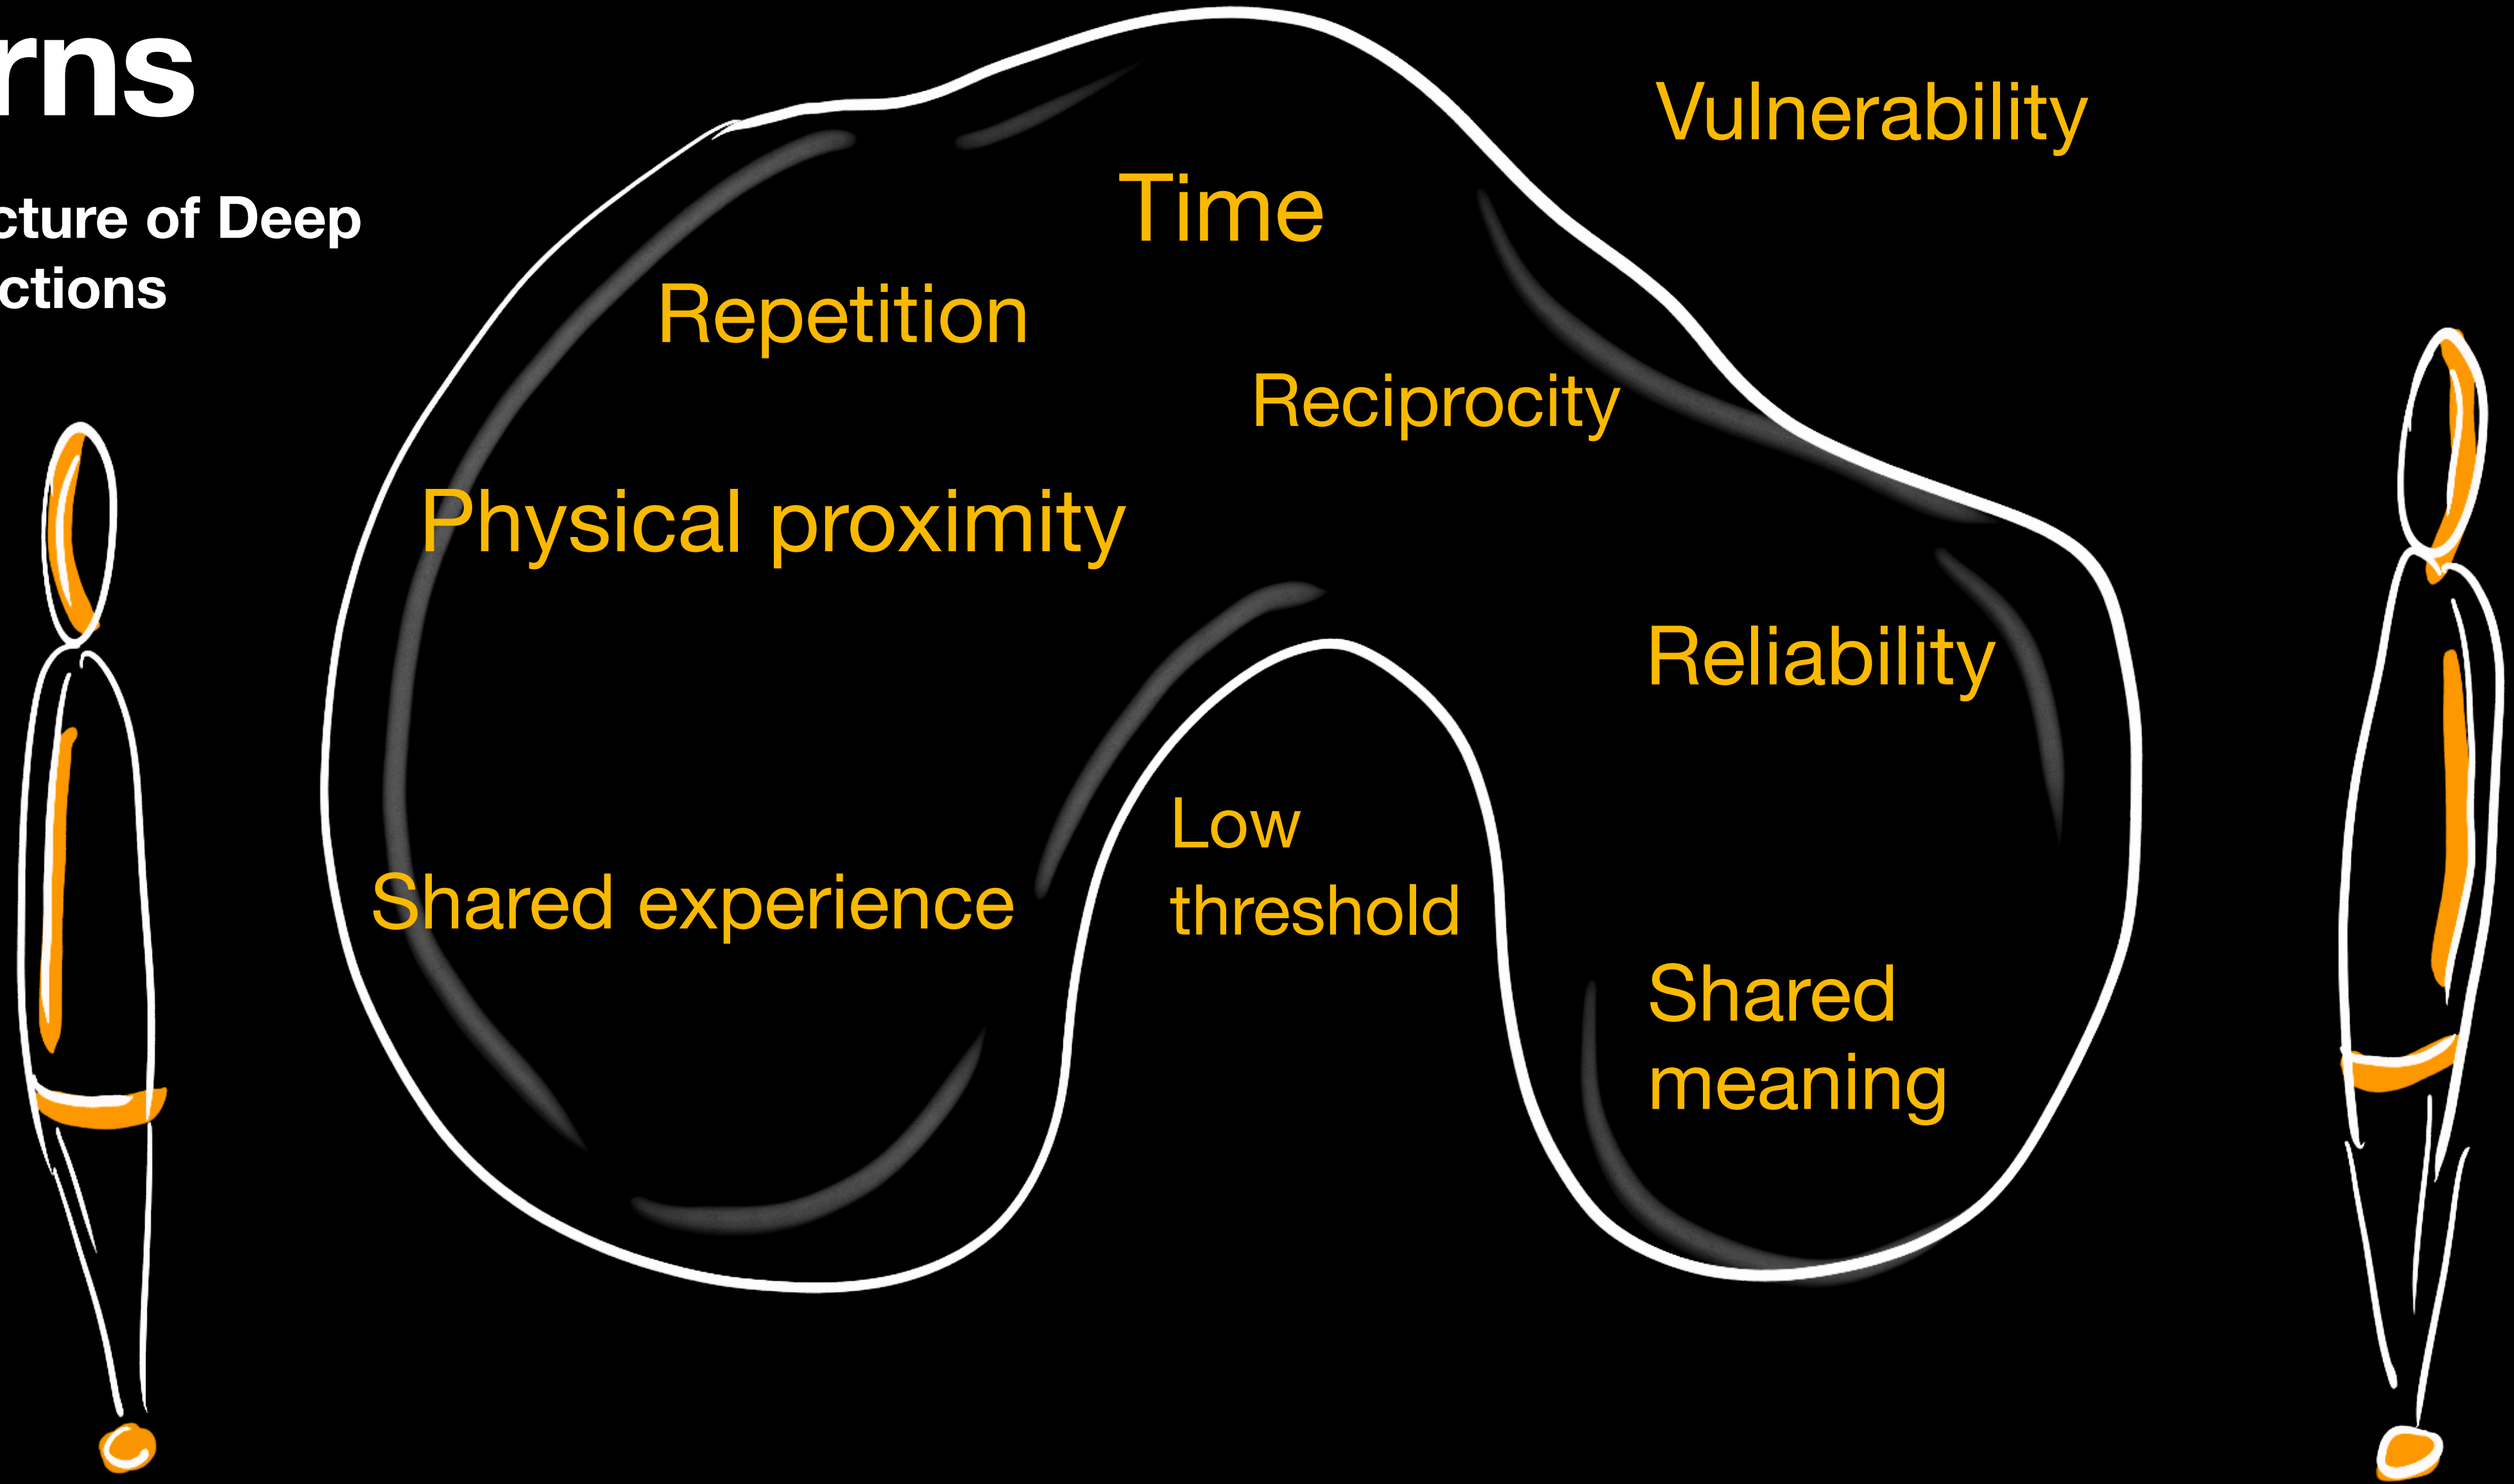 rns
cture of Deep
ctions
Vulnerability
Time
Repetition
Reciprocity
Physical proximity
Reliability
Low
threshold
Shared experience
Shared
meaning